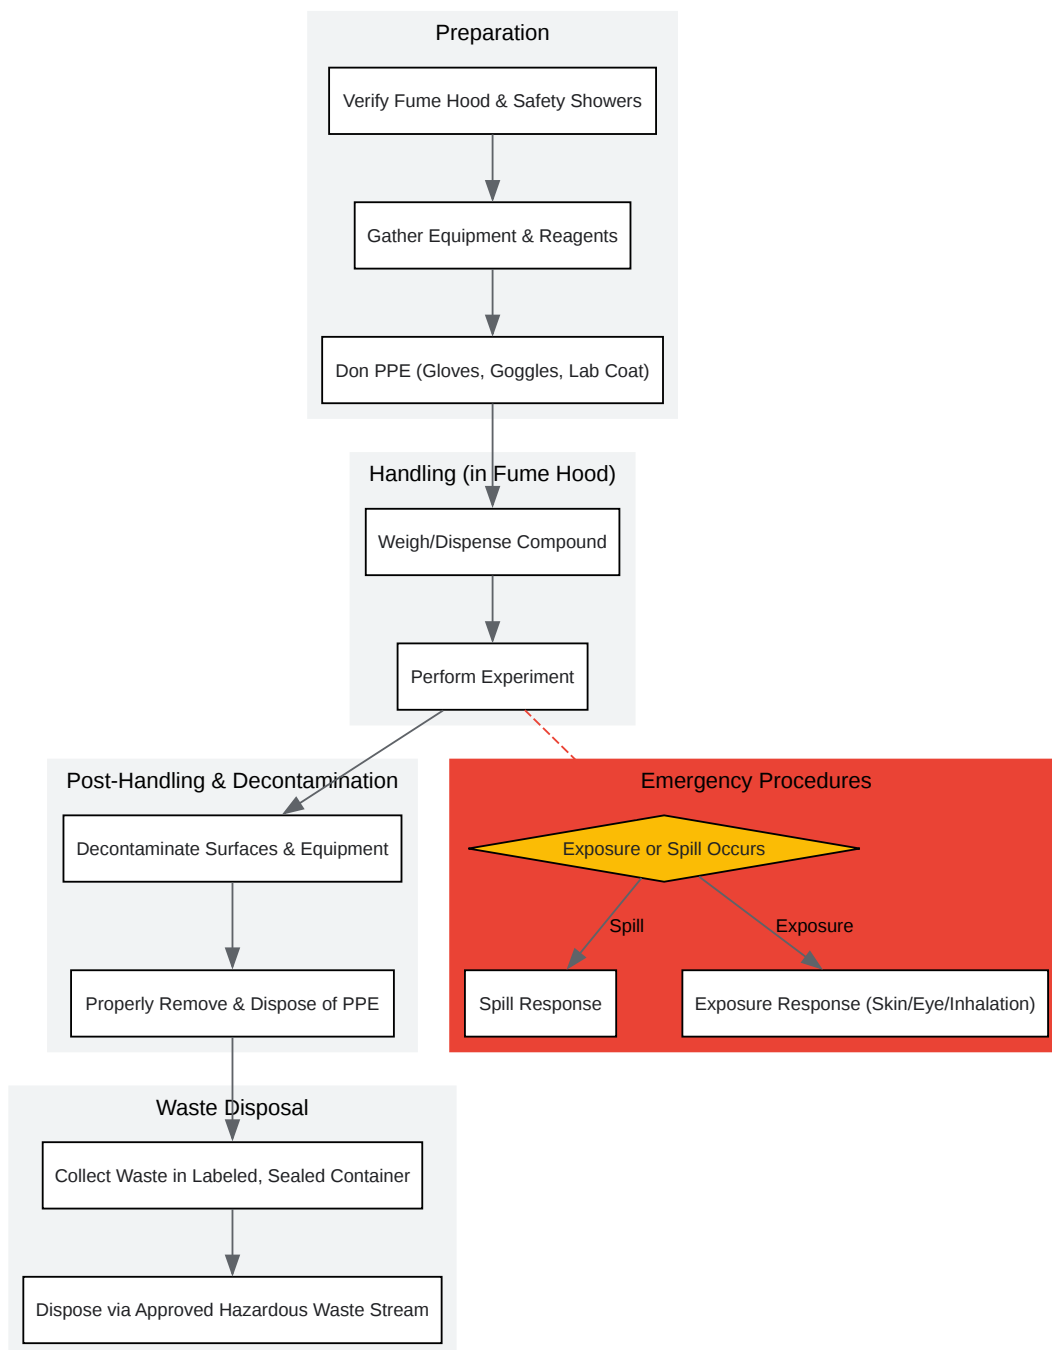 Preparation
Verify Fume Hood & Safety Showers
Gather Equipment & Reagents
Don PPE (Gloves, Goggles, Lab Coat)
Handling (in Fume Hood)
Weigh/Dispense Compound
Perform Experiment
Post-Handling & Decontamination
Decontaminate Surfaces & Equipment
Properly Remove & Dispose of PPE
Emergency Procedures
Exposure or Spill Occurs
Spill
Exposure
Spill Response
Exposure Response (Skin/Eye/Inhalation)
Waste Disposal
Collect Waste in Labeled, Sealed Container
Dispose via Approved Hazardous Waste Stream